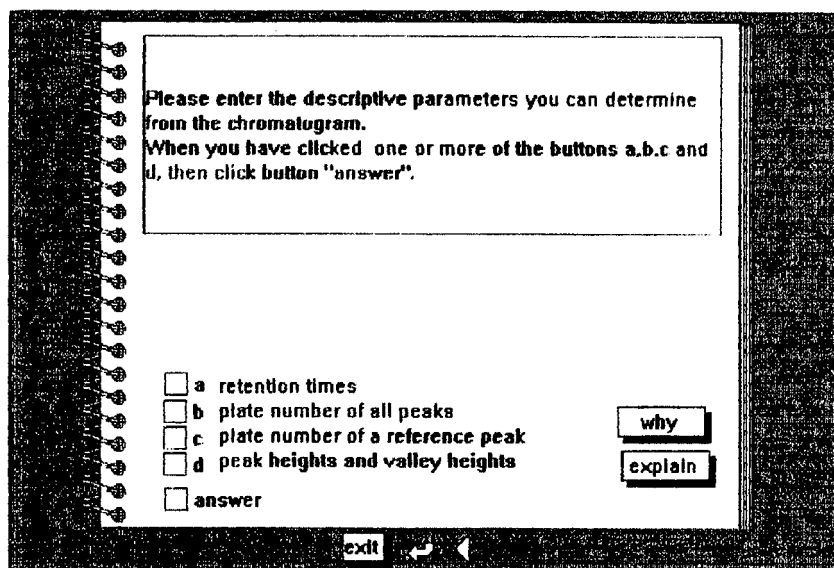 Please enter the descriptive parameters you can determine
from the chromatogram.
When you have clicked one or more of the buttons a,b,c and
d, then click button "answer".
a retention times
b plate number of all peaks
c plate number of a reference peak
d peak heights and valley heights
answer
why
explain
exit